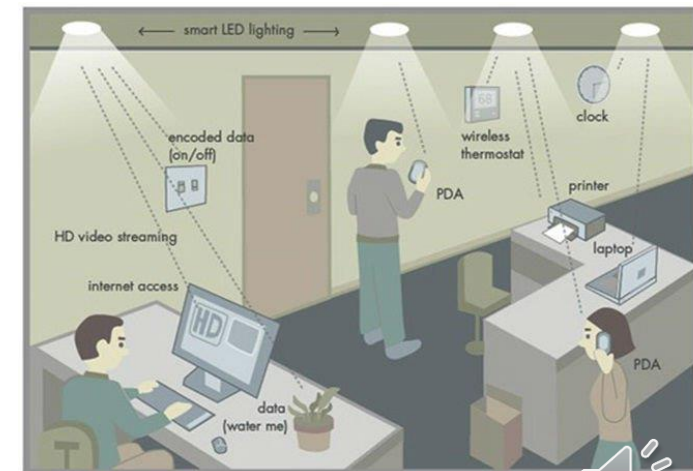 smart LED lighting
encoded data
(on/off)
HD video streaming
internet access
HD
data
(water me)
PDA
68
wireless
thermostat
clock
printer
laptop
PDA